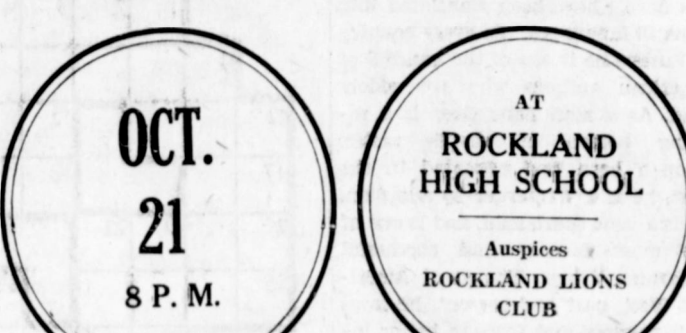 OCT.
21
8 P. M.
AT
ROCKLAND
HIGH SCHOOL
Auspices
ROCKLAND LIONS
CLUB